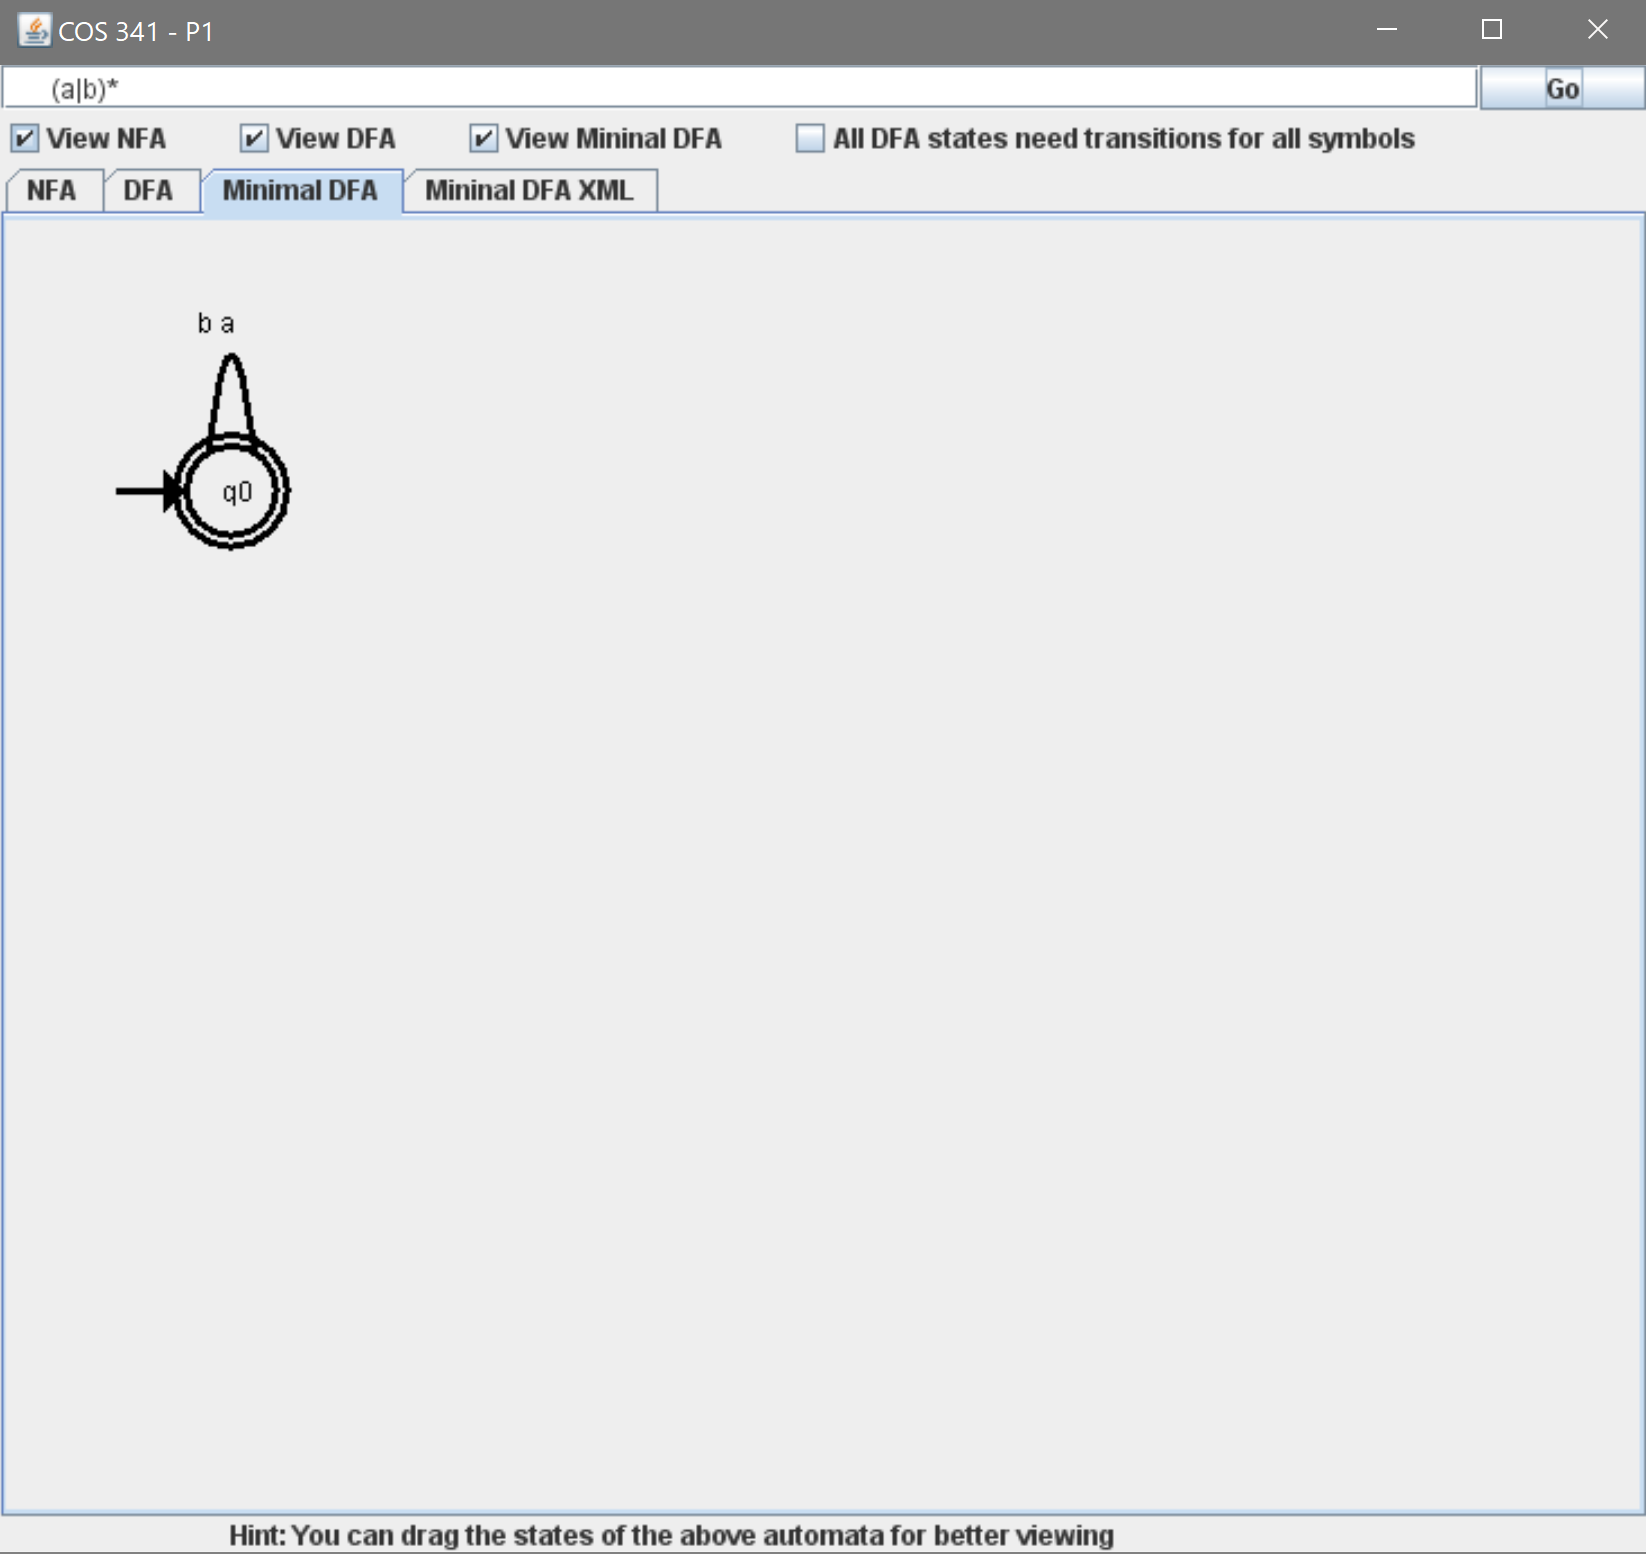 COS 341 - P1
(a|b)*
Go
View NFA View DFA View Mininal DFA All DFA states need transitions for all symbols
NFA DFA Minimal DFA Mininal DFA XML
b a
q0
Hint: You can drag the states of the above automata for better viewing